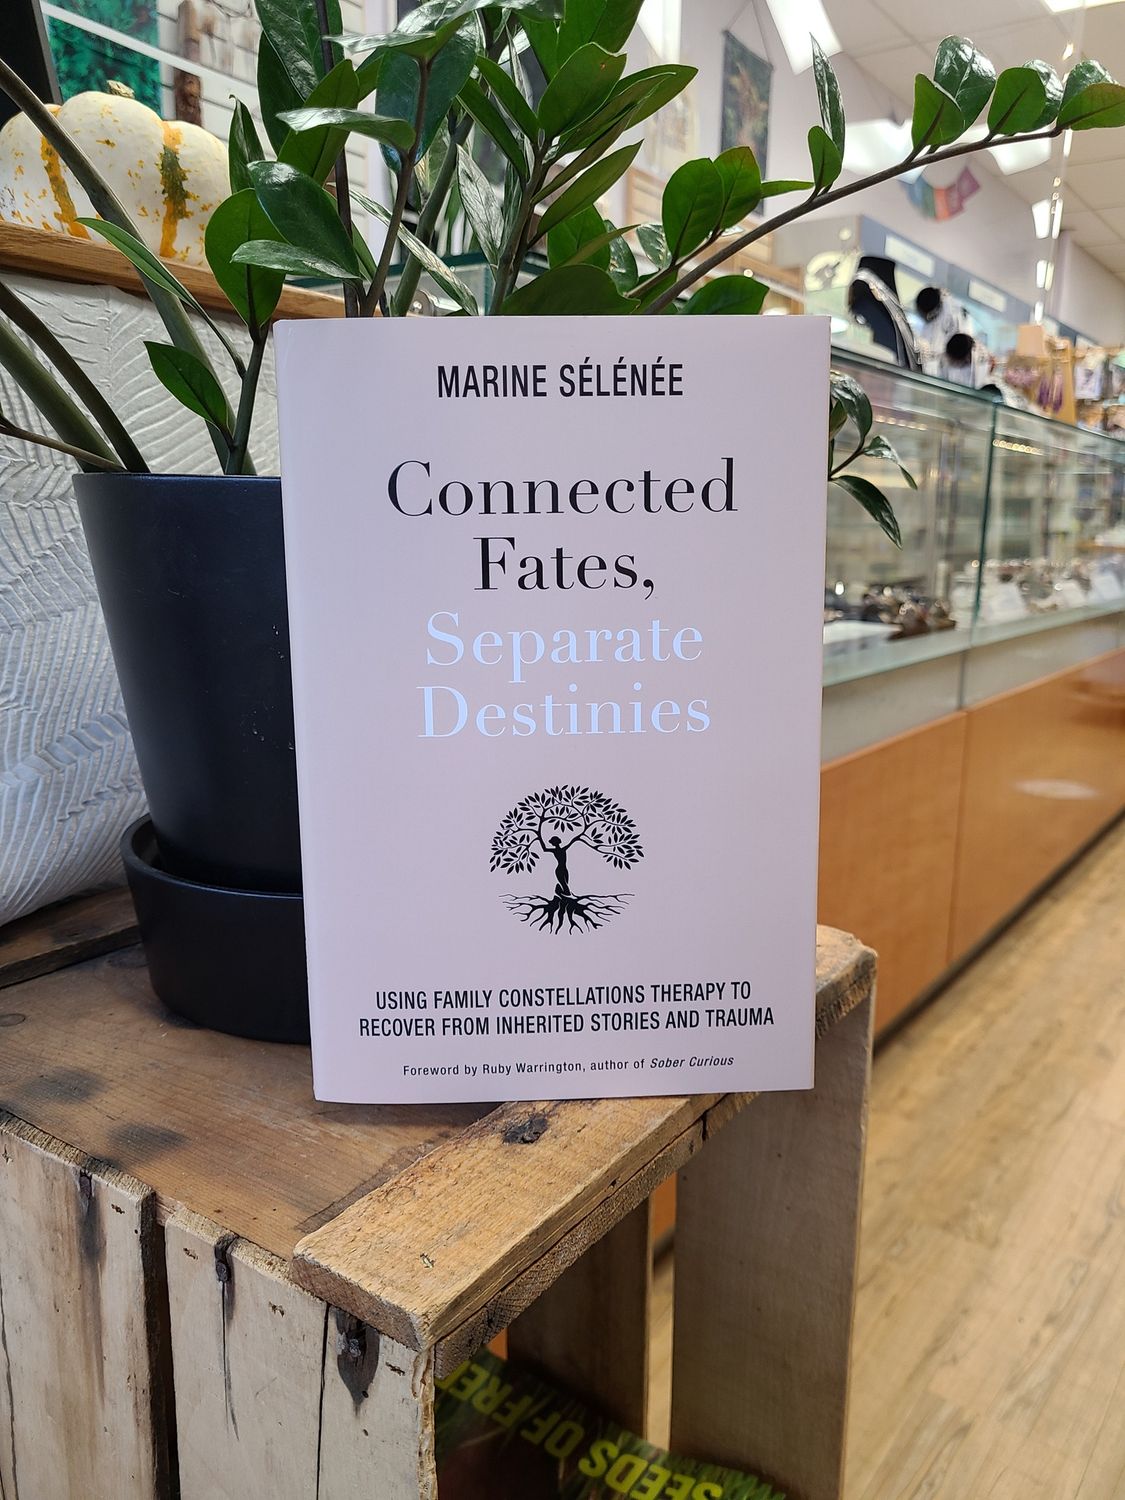 MARINE SÉLÉNÉE
Connected
Fates,
Separate
Destinies
USING FAMILY CONSTELLATIONS THERAPY TO
RECOVER FROM INHERITED STORIES AND TRAUMA
Foreword by Ruby Warrington, author of Sober Curious
SEEDS OF